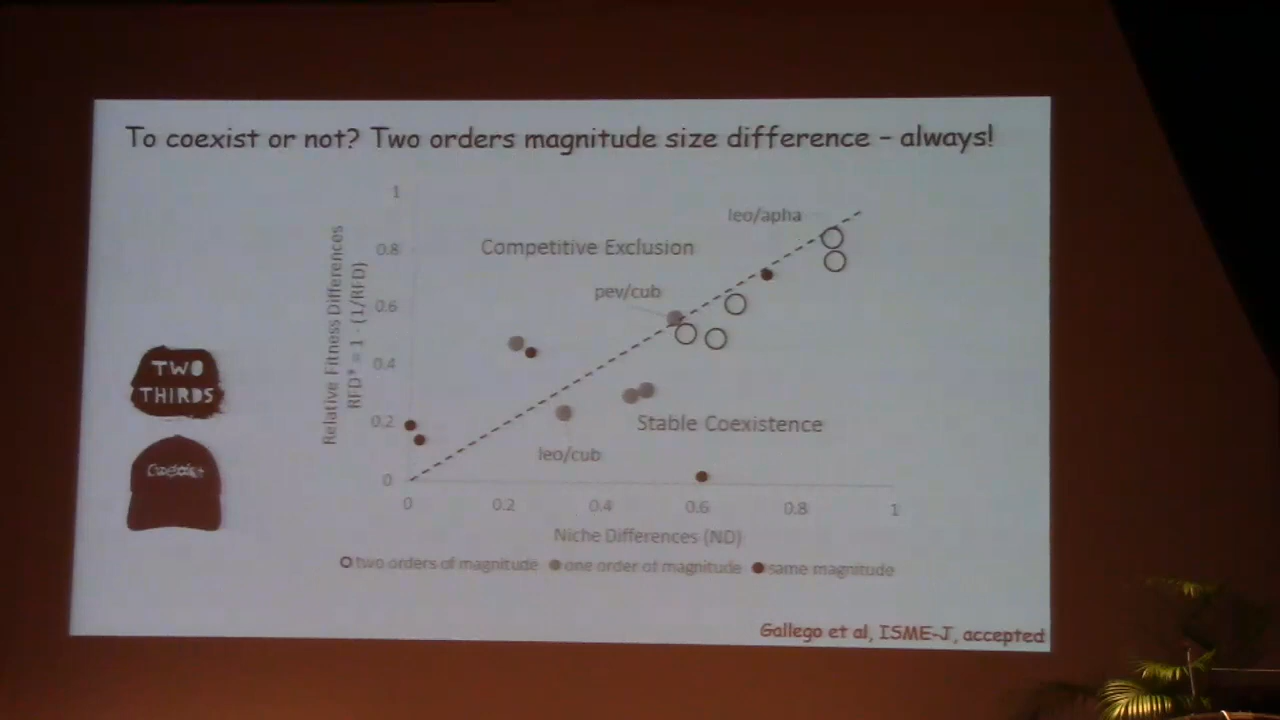 To coexist or not? Two orders magnitude size difference – always!
1
0.8
0.6
0.4
0.2
0
Relative Fitness Differences
RFD* = 1 - (1/RFD)
Competitive Exclusion
leo/apha
pev/cub
Stable Coexistence
leo/cub
TWO
THIRDS
Coexist
0 0.2 0.4 0.6 0.8 1
Niche Differences (ND)
two orders of magnitude one order of magnitude same magnitude
Gallego et al, ISME-J, accepted